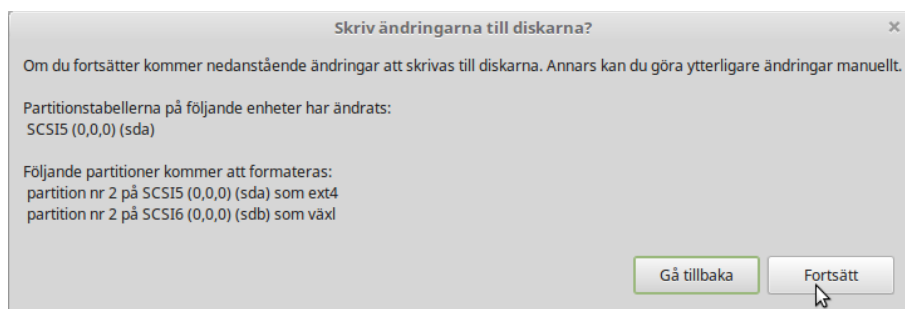 Skriv ändringarna till diskarna?
Om du fortsätter kommer nedanstående ändringar att skrivas till diskarna. Annars kan du göra ytterligare ändringar manuellt.
Partitionstabellerna på följande enheter har ändrats:
SCSI5 (0,0,0) (sda)
Följande partitioner kommer att formateras:
partition nr 2 på SCSI5 (0,0,0) (sda) som ext4
partition nr 2 på SCSI6 (0,0,0) (sdb) som växl
Gå tillbaka
Fortsätt